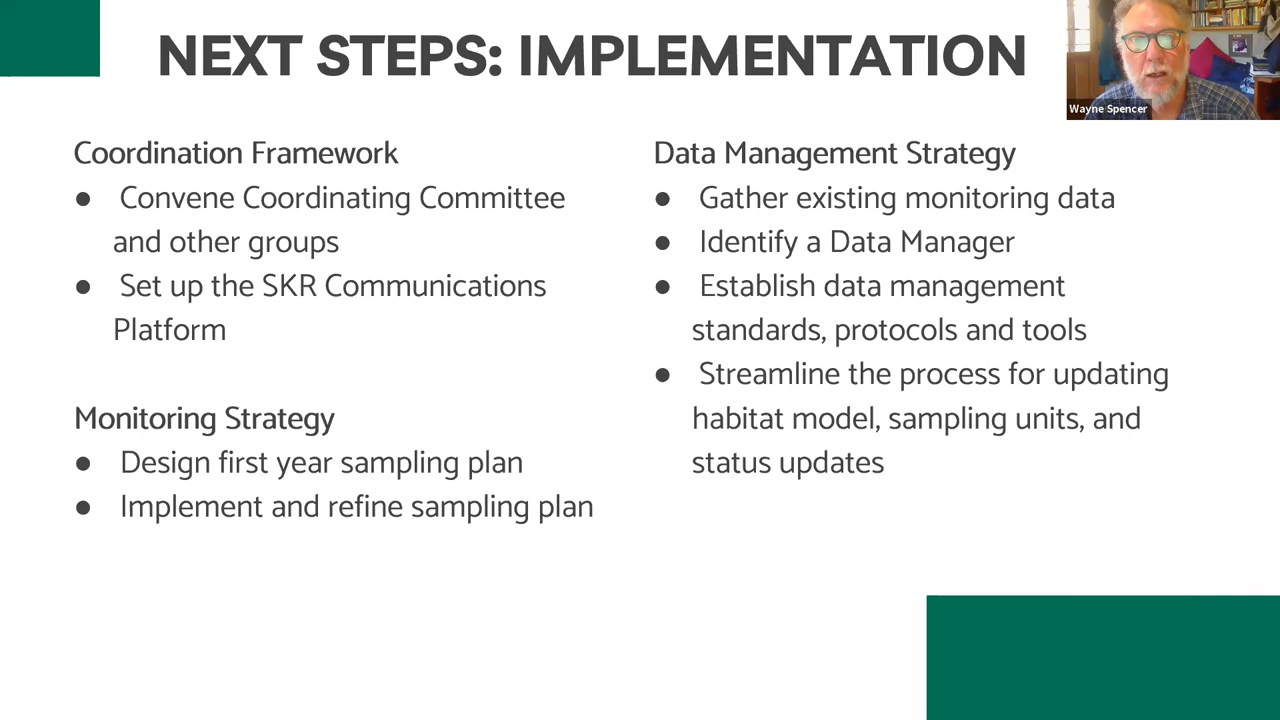 NEXT STEPS: IMPLEMENTATION
Wayne Spencer
Coordination Framework
● Convene Coordinating Committee
and other groups
● Set up the SKR Communications
Platform
Monitoring Strategy
● Design first year sampling plan
● Implement and refine sampling plan
Data Management Strategy
● Gather existing monitoring data
● Identify a Data Manager
● Establish data management
standards, protocols and tools
● Streamline the process for updating
habitat model, sampling units, and
status updates